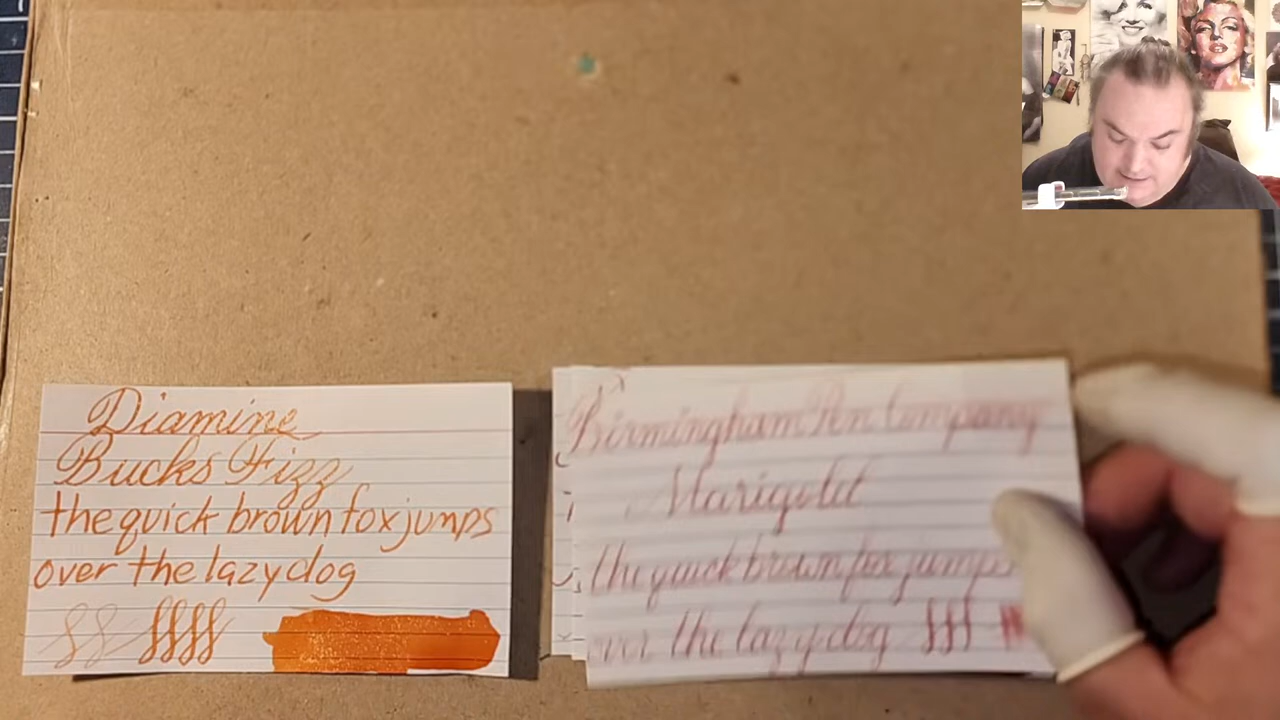 Diamine
Bucks Fizz
the quick brown fox jumps
over the lazy dog
Birmingham Pen Company
Marigold
the quick brown fox jumps
over the lazy dog